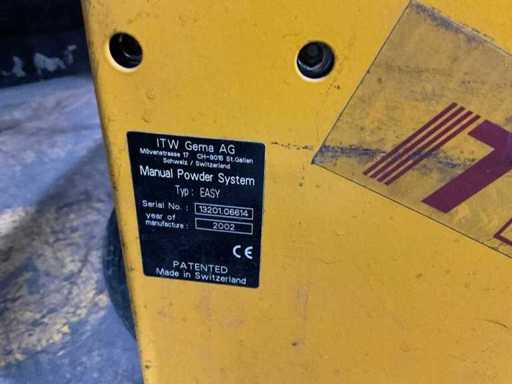 ITW Gema AG
Mövenstrasse 17 CH-9015 St.Gallen
Schweiz / Switzerland
Manual Powder System
Typ: EASY
Serial No.: 13201.06614
year of
manufacture: 2002
CE
PATENTED
Made in Switzerland